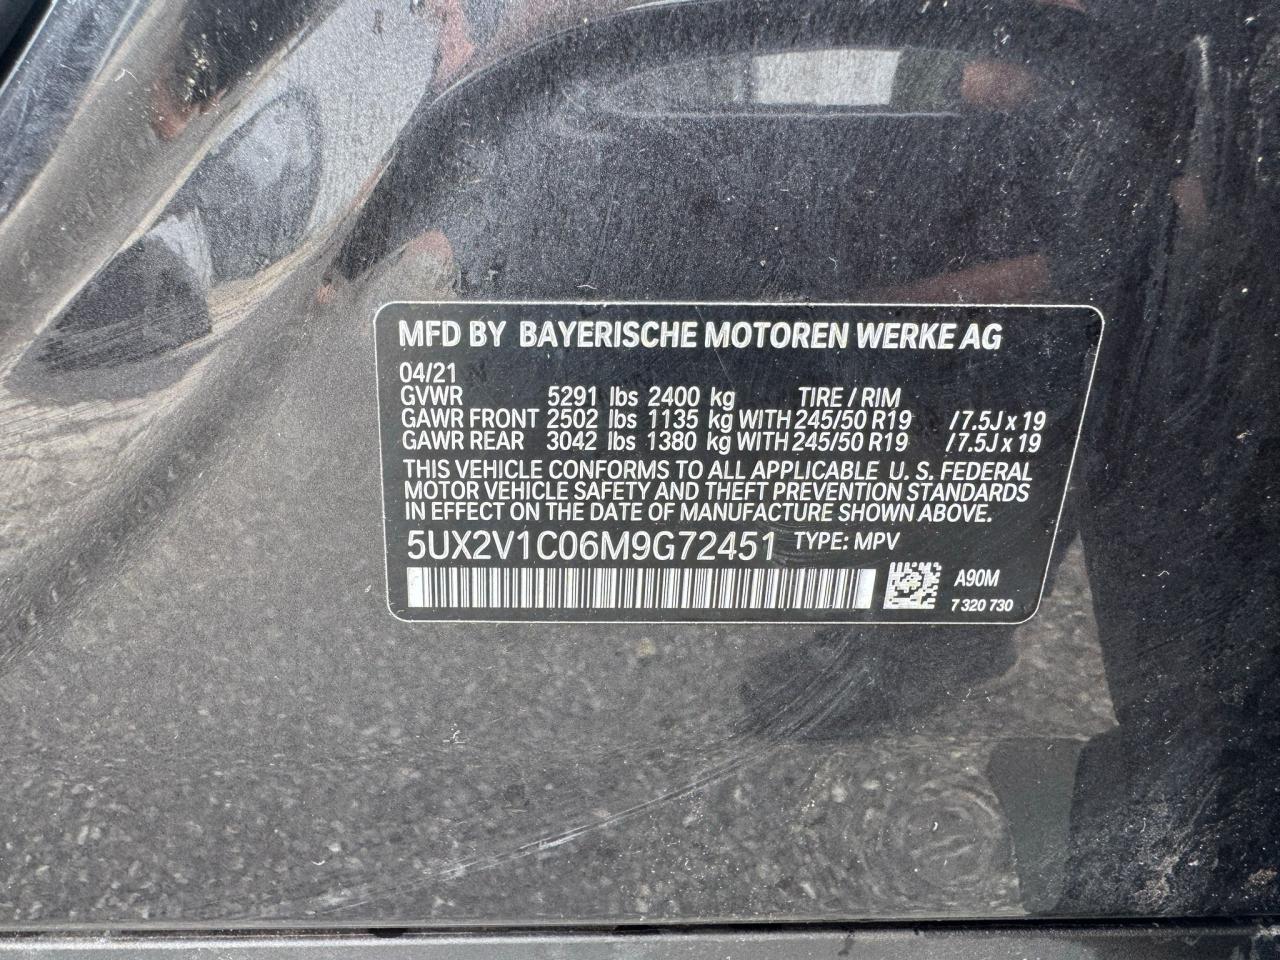 MFD BY BAYERISCHE MOTOREN WERKE AG
04/21
GVWR 5291 lbs 2400 kg TIRE / RIM
GAWR FRONT 2502 lbs 1135 kg WITH 245/50 R19 / 7.5J x 19
GAWR REAR 3042 lbs 1380 kg WITH 245/50 R19 / 7.5J x 19
THIS VEHICLE CONFORMS TO ALL APPLICABLE U. S. FEDERAL
MOTOR VEHICLE SAFETY AND THEFT PREVENTION STANDARDS
IN EFFECT ON THE DATE OF MANUFACTURE SHOWN ABOVE.
5UX2V1C06M9G72451 TYPE: MPV
A90M
7 320 730